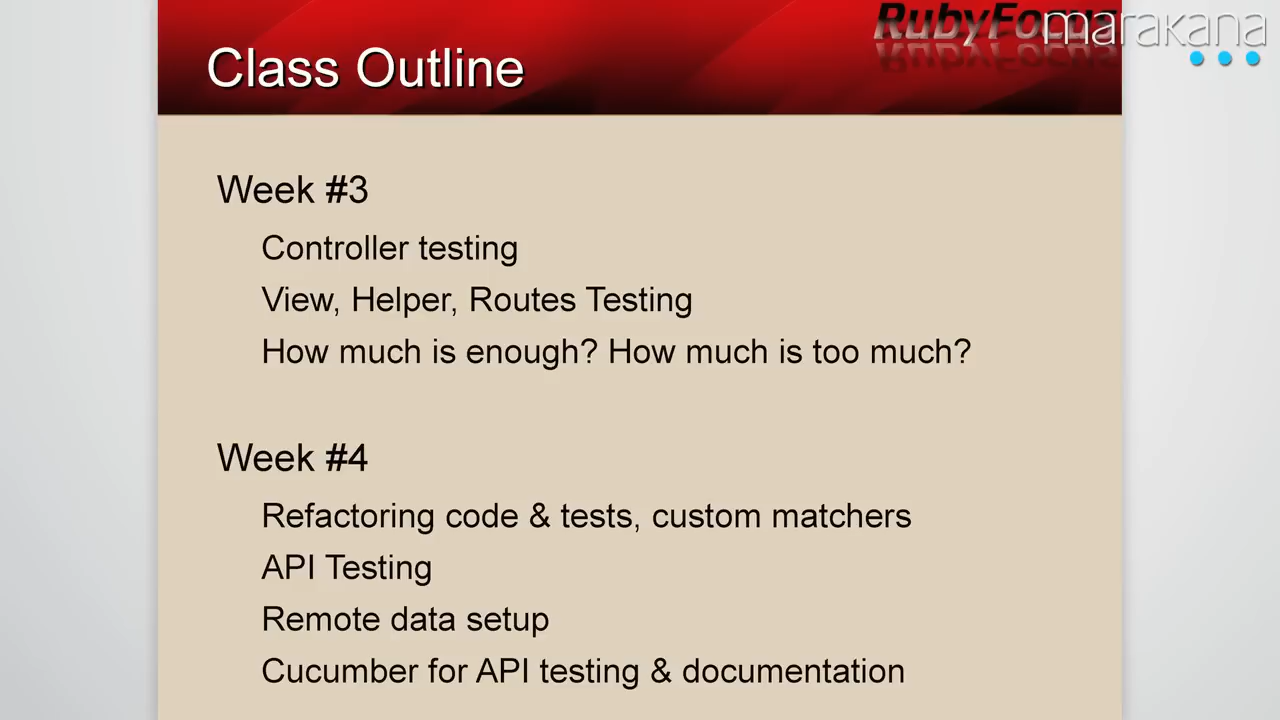 RubyFocus
marakana
Class Outline
Week #3
Controller testing
View, Helper, Routes Testing
How much is enough? How much is too much?
Week #4
Refactoring code & tests, custom matchers
API Testing
Remote data setup
Cucumber for API testing & documentation